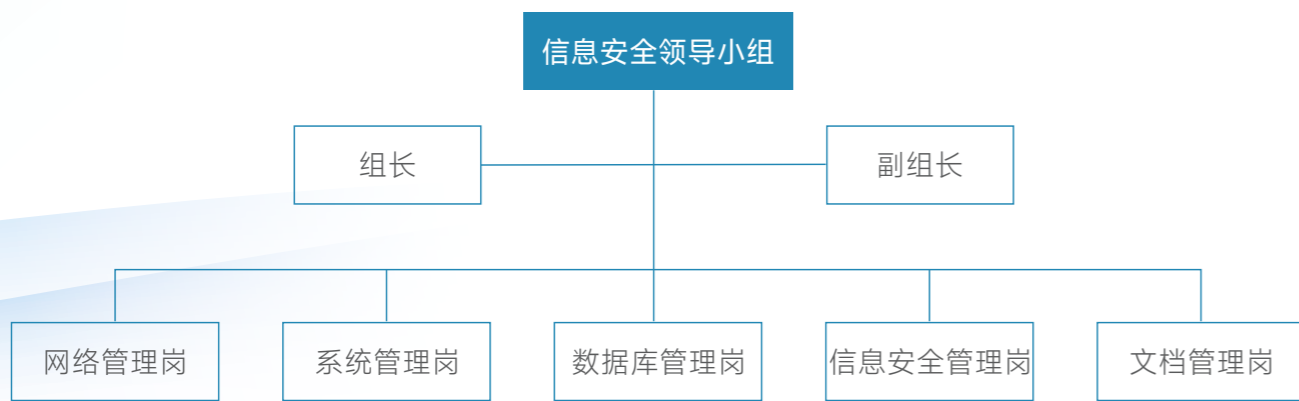 信息安全领导小组
组长
副组长
网络管理岗
系统管理岗
数据库管理岗
信息安全管理岗
文档管理岗